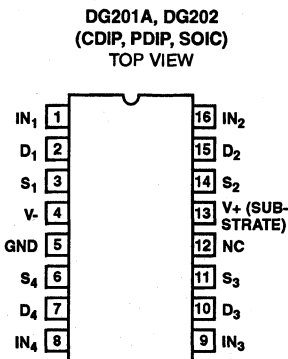 DG201A, DG202
(CDIP, PDIP, SOIC)
TOP VIEW
IN1 1 16 IN2
D1 2 15 D2
S1 3 14 S2
V- 4 13 V+ (SUB-
STRATE)
GND 5 12 NC
S4 6 11 S3
D4 7 10 D3
IN4 8 9 IN3